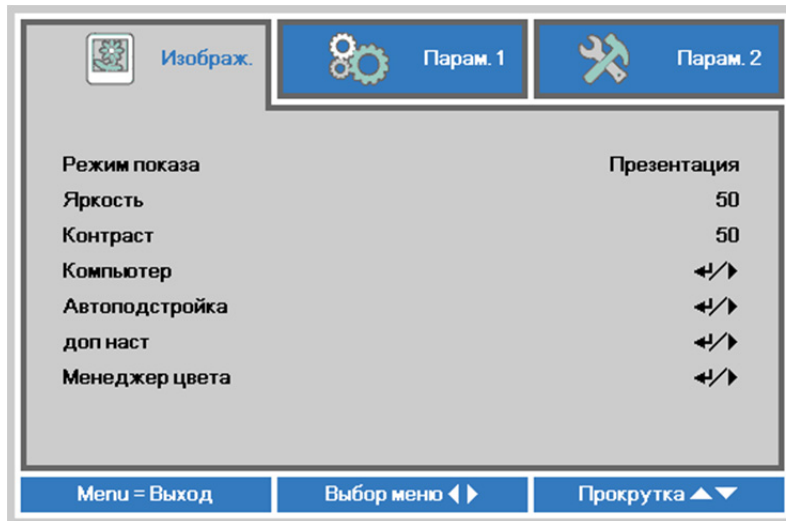 Изображ. Парам. 1 Парам. 2
Режим показа Презентация
Яркость 50
Контраст 50
Компьютер ↵/▶
Автоподстройка ↵/▶
доп наст ↵/▶
Менеджер цвета ↵/▶
Menu = Выход Выбор меню ◀▶ Прокрутка ▲▼